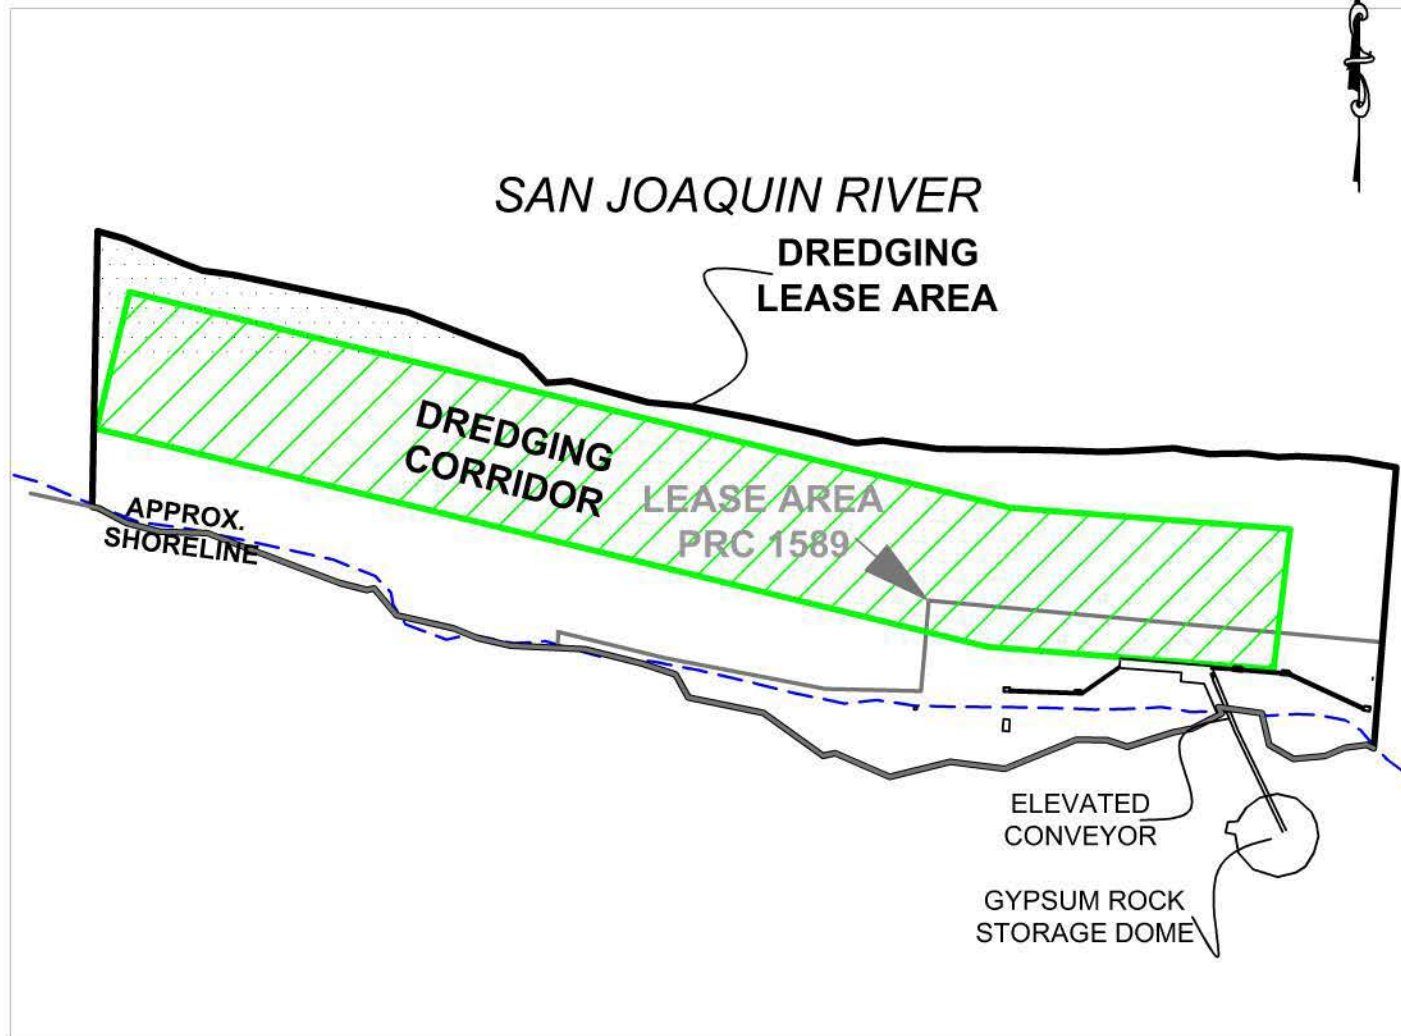 SAN JOAQUIN RIVER
DREDGING
LEASE AREA
DREDGING
CORRIDOR
LEASE AREA
PRC 1589
APPROX.
SHORELINE
ELEVATED
CONVEYOR
GYPSUM ROCK
STORAGE DOME